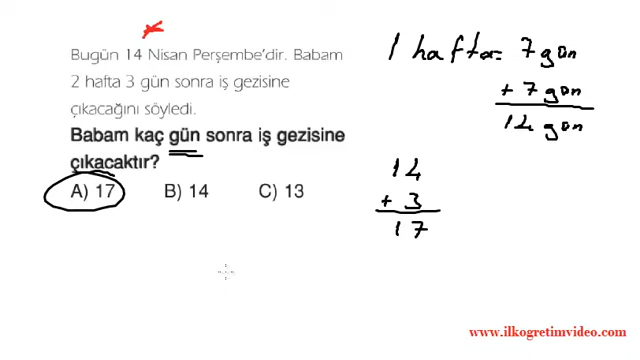 Bugün 14 Nisan Perşembe'dir. Babam
2 hafta 3 gün sonra iş gezisine
çıkacağını söyledi.
Babam kaç gün sonra iş gezisine
çıkacaktır?
A) 17 B) 14 C) 13
1 hafta= 7 gün
+ 7 gün
14 gün
14
+ 3
17
www.ilkogretimvideo.com